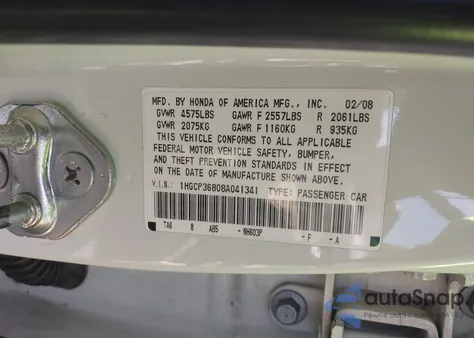 MFD. BY HONDA OF AMERICA MFG., INC. 02/08
GVWR 4575LBS GAWR F 2557LBS R 2061LBS
GVWR 2075KG GAWR F 1160KG R 935KG
THIS VEHICLE CONFORMS TO ALL APPLICABLE
FEDERAL MOTOR VEHICLE SAFETY, BUMPER,
AND THEFT PREVENTION STANDARDS IN EFFECT
ON THE DATE OF MANUFACTURE SHOWN ABOVE.
V.I.N.: 1HGCP36808A041341 TYPE: PASSENGER CAR
TA6 8 AB5 - NH603P - F - A
autoSnap